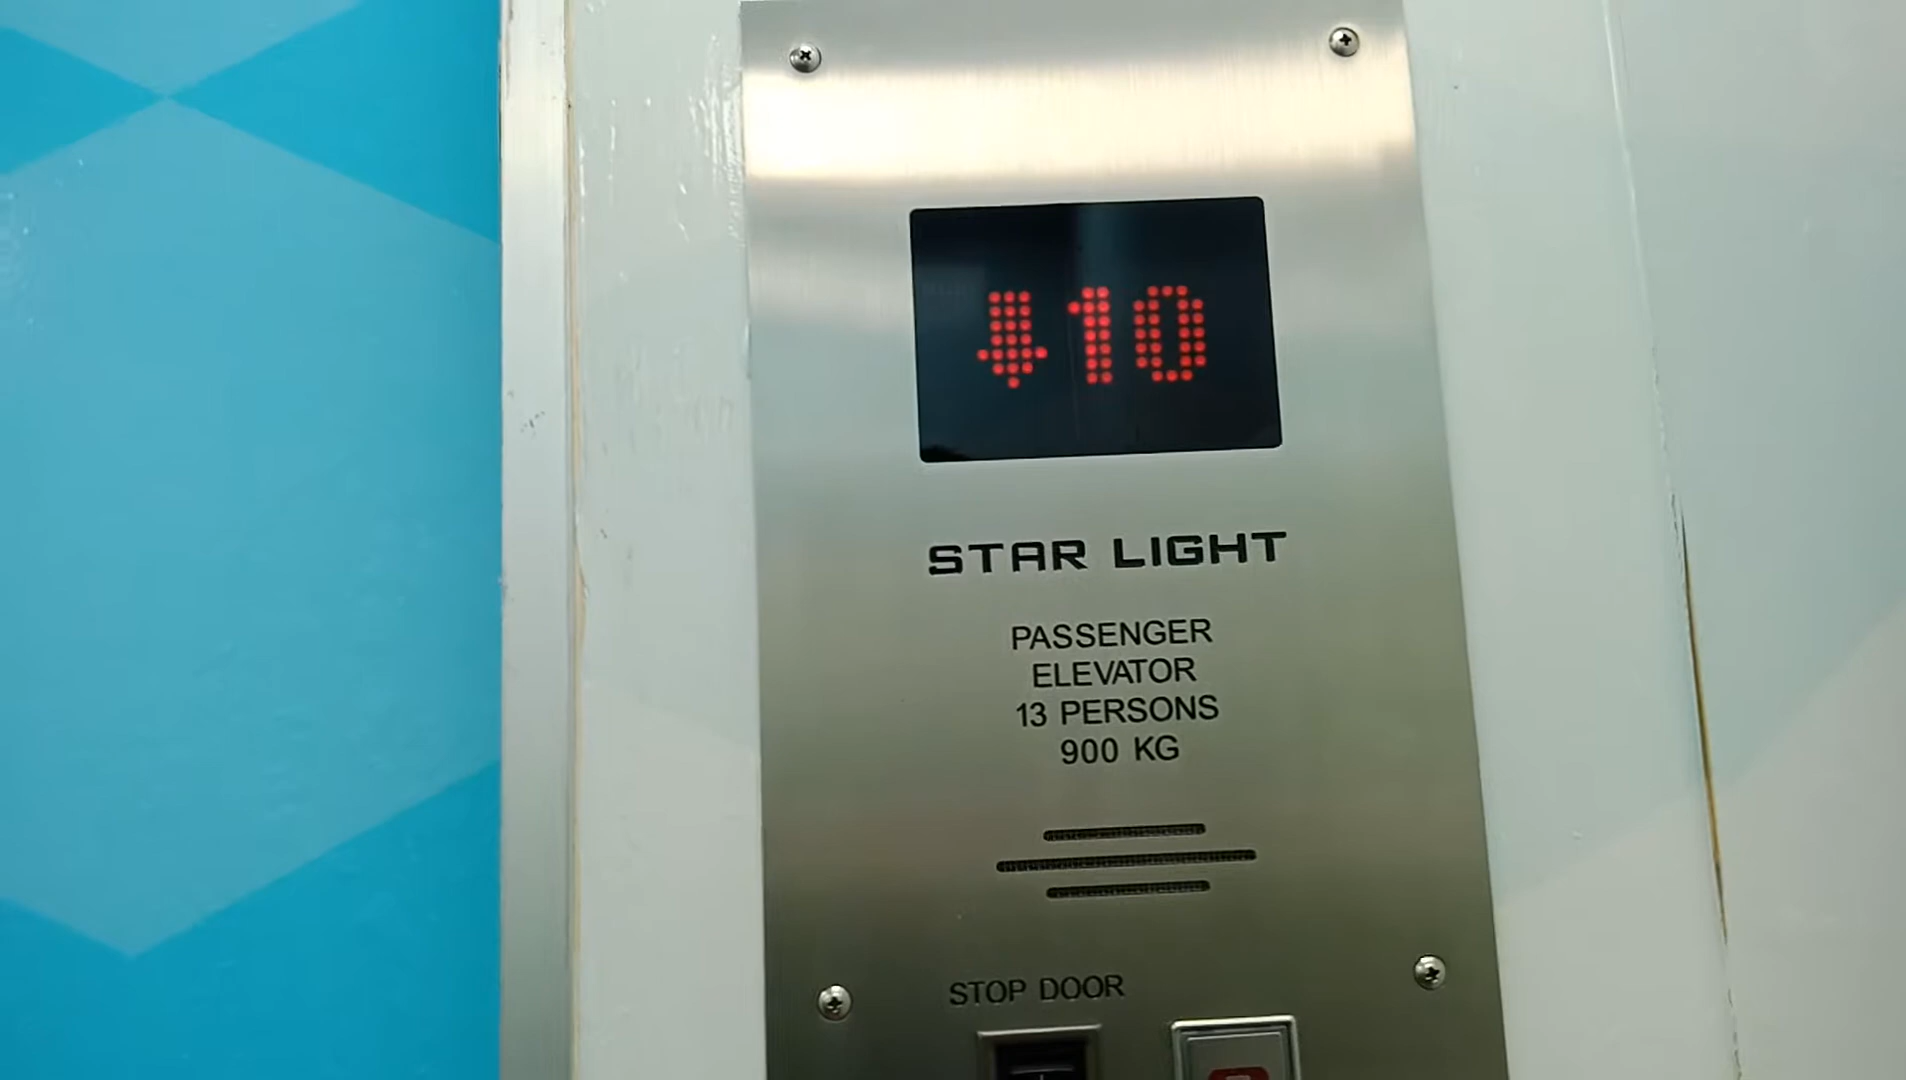 ↓10
STAR LIGHT
PASSENGER
ELEVATOR
13 PERSONS
900 KG
STOP DOOR